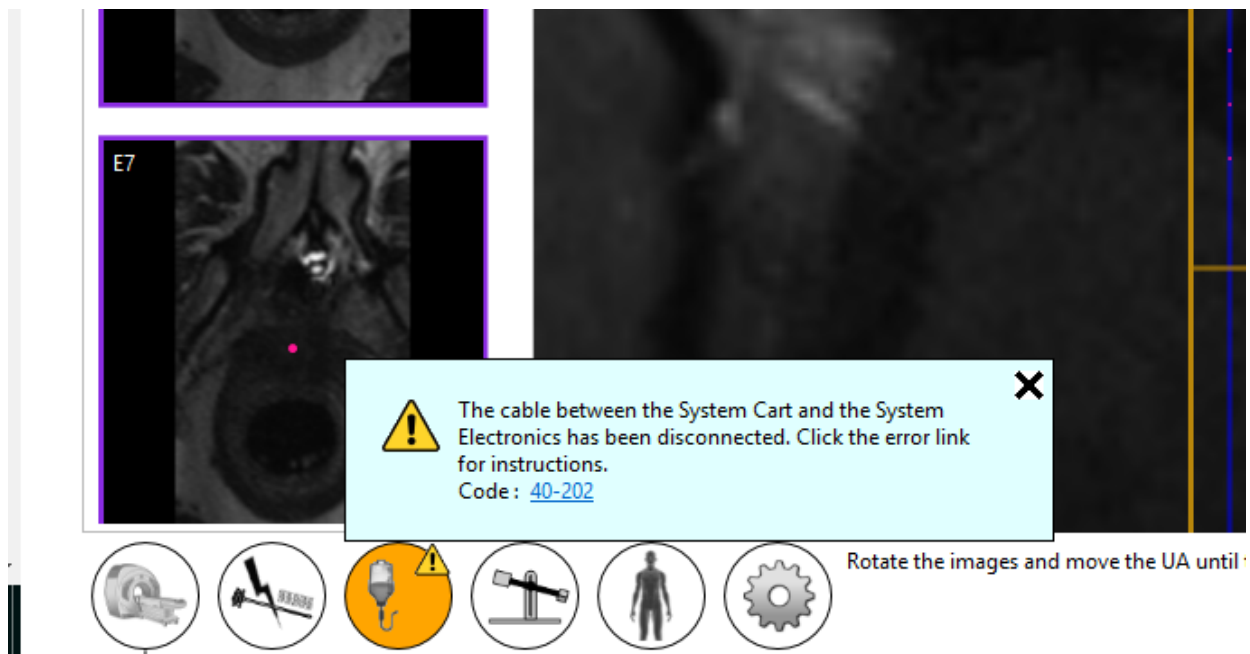 E7
The cable between the System Cart and the System
Electronics has been disconnected. Click the error link
for instructions.
Code : 40-202
Rotate the images and move the UA until